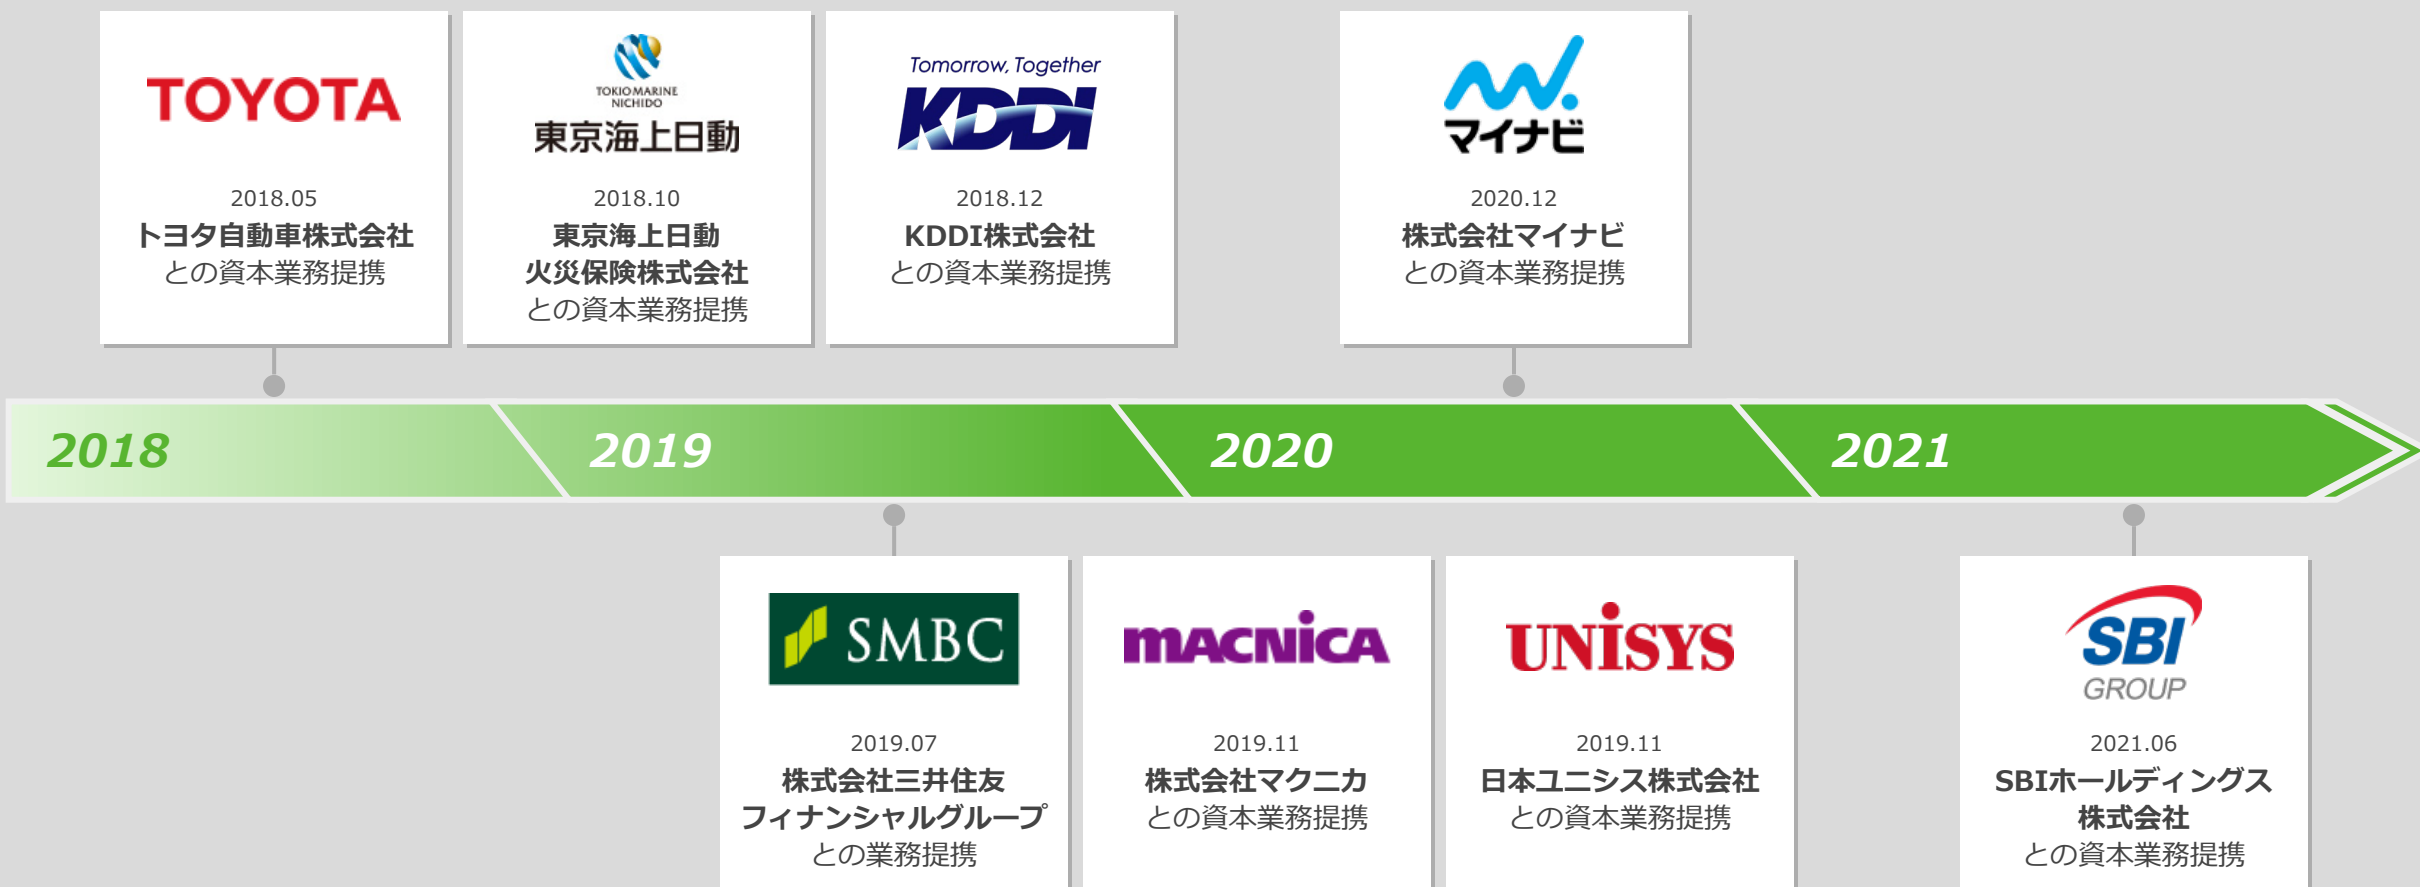 TOYOTA
2018.05
トヨタ自動車株式会社
との資本業務提携
TOKIO MARINE
NICHIDO
東京海上日動
2018.10
東京海上日動
火災保険株式会社
との資本業務提携
Tomorrow, Together
KDDI
2018.12
KDDI株式会社
との資本業務提携
マイナビ
2020.12
株式会社マイナビ
との資本業務提携
2018
2019
2020
2021
SMBC
2019.07
株式会社三井住友
フィナンシャルグループ
との業務提携
MACNICA
2019.11
株式会社マクニカ
との資本業務提携
UNISYS
2019.11
日本ユニシス株式会社
との資本業務提携
SBI
GROUP
2021.06
SBIホールディングス
株式会社
との資本業務提携